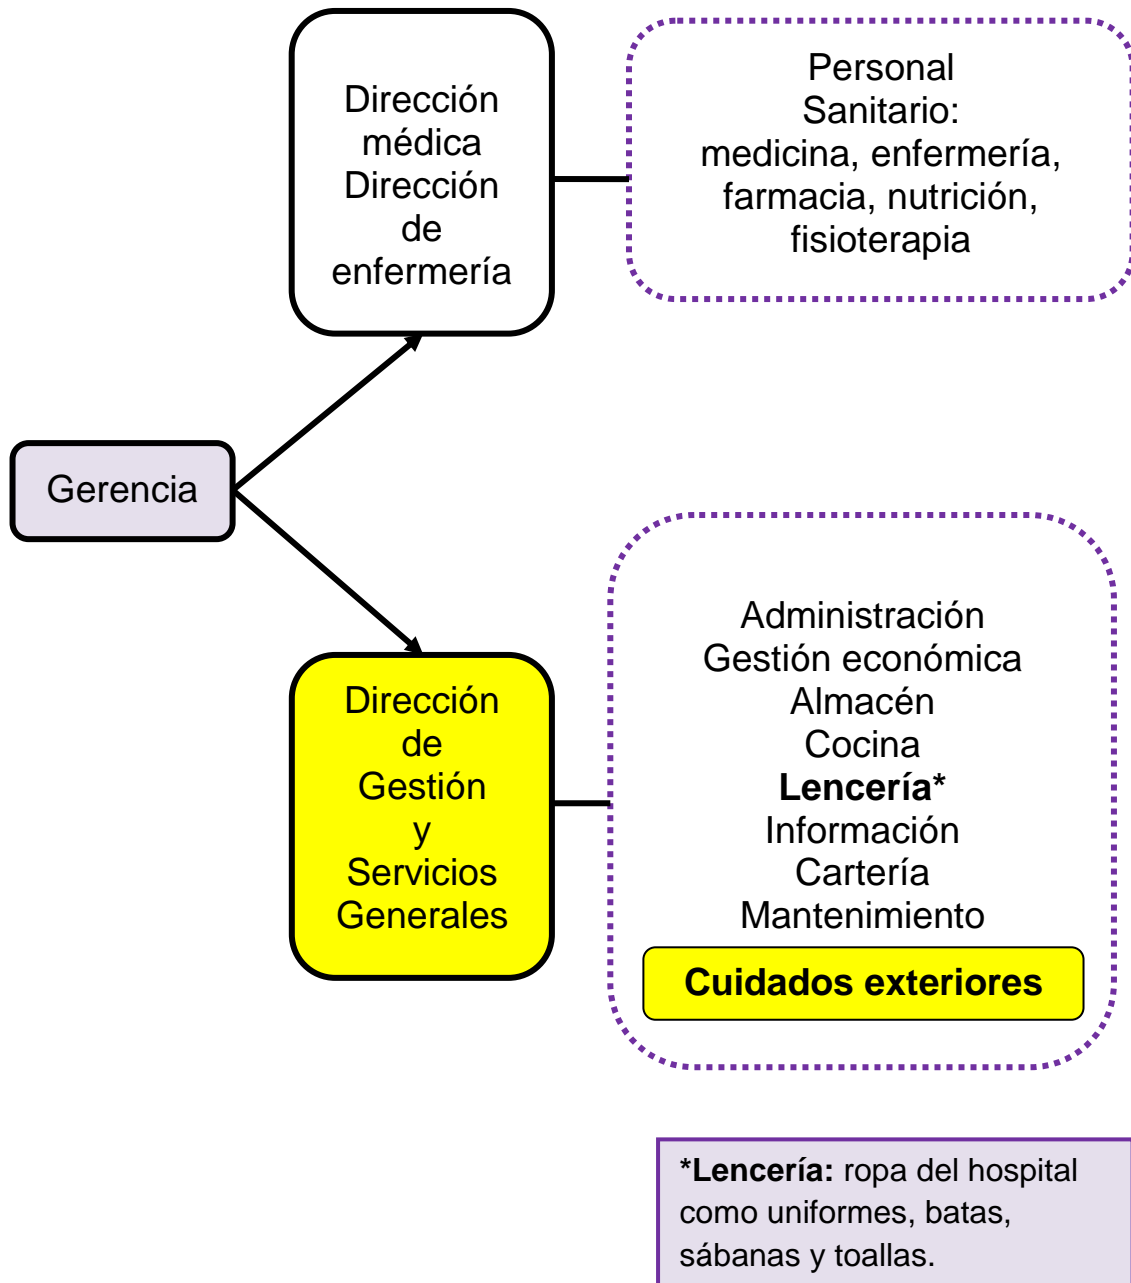 Dirección
médica
Dirección
de
enfermería
Personal
Sanitario:
medicina, enfermería,
farmacia, nutrición,
fisioterapia
Gerencia
Dirección
de
Gestión
y
Servicios
Generales
Administración
Gestión económica
Almacén
Cocina
Lencería*
Información
Cartería
Mantenimiento
Cuidados exteriores
*Lencería: ropa del hospital
como uniformes, batas,
sábanas y toallas.